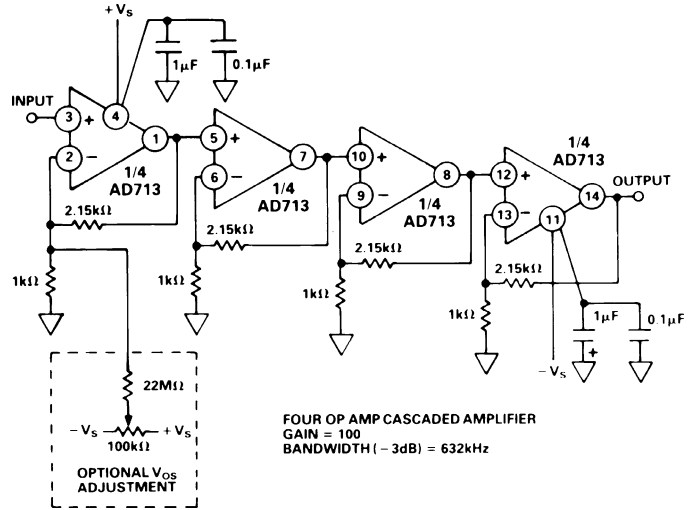 + V_S
1µF
0.1µF
INPUT
3
+
4
1
2
−
1/4
AD713
5
+
7
6
−
1/4
AD713
10
+
8
9
−
1/4
AD713
12
+
14
13
−
11
1/4
AD713
OUTPUT
2.15kΩ
1kΩ
2.15kΩ
1kΩ
2.15kΩ
1kΩ
2.15kΩ
1kΩ
1µF
+
0.1µF
− V_S
22MΩ
− V_S
+ V_S
100kΩ
OPTIONAL V_OS
ADJUSTMENT
FOUR OP AMP CASCADED AMPLIFIER
GAIN = 100
BANDWIDTH (− 3dB) = 632kHz